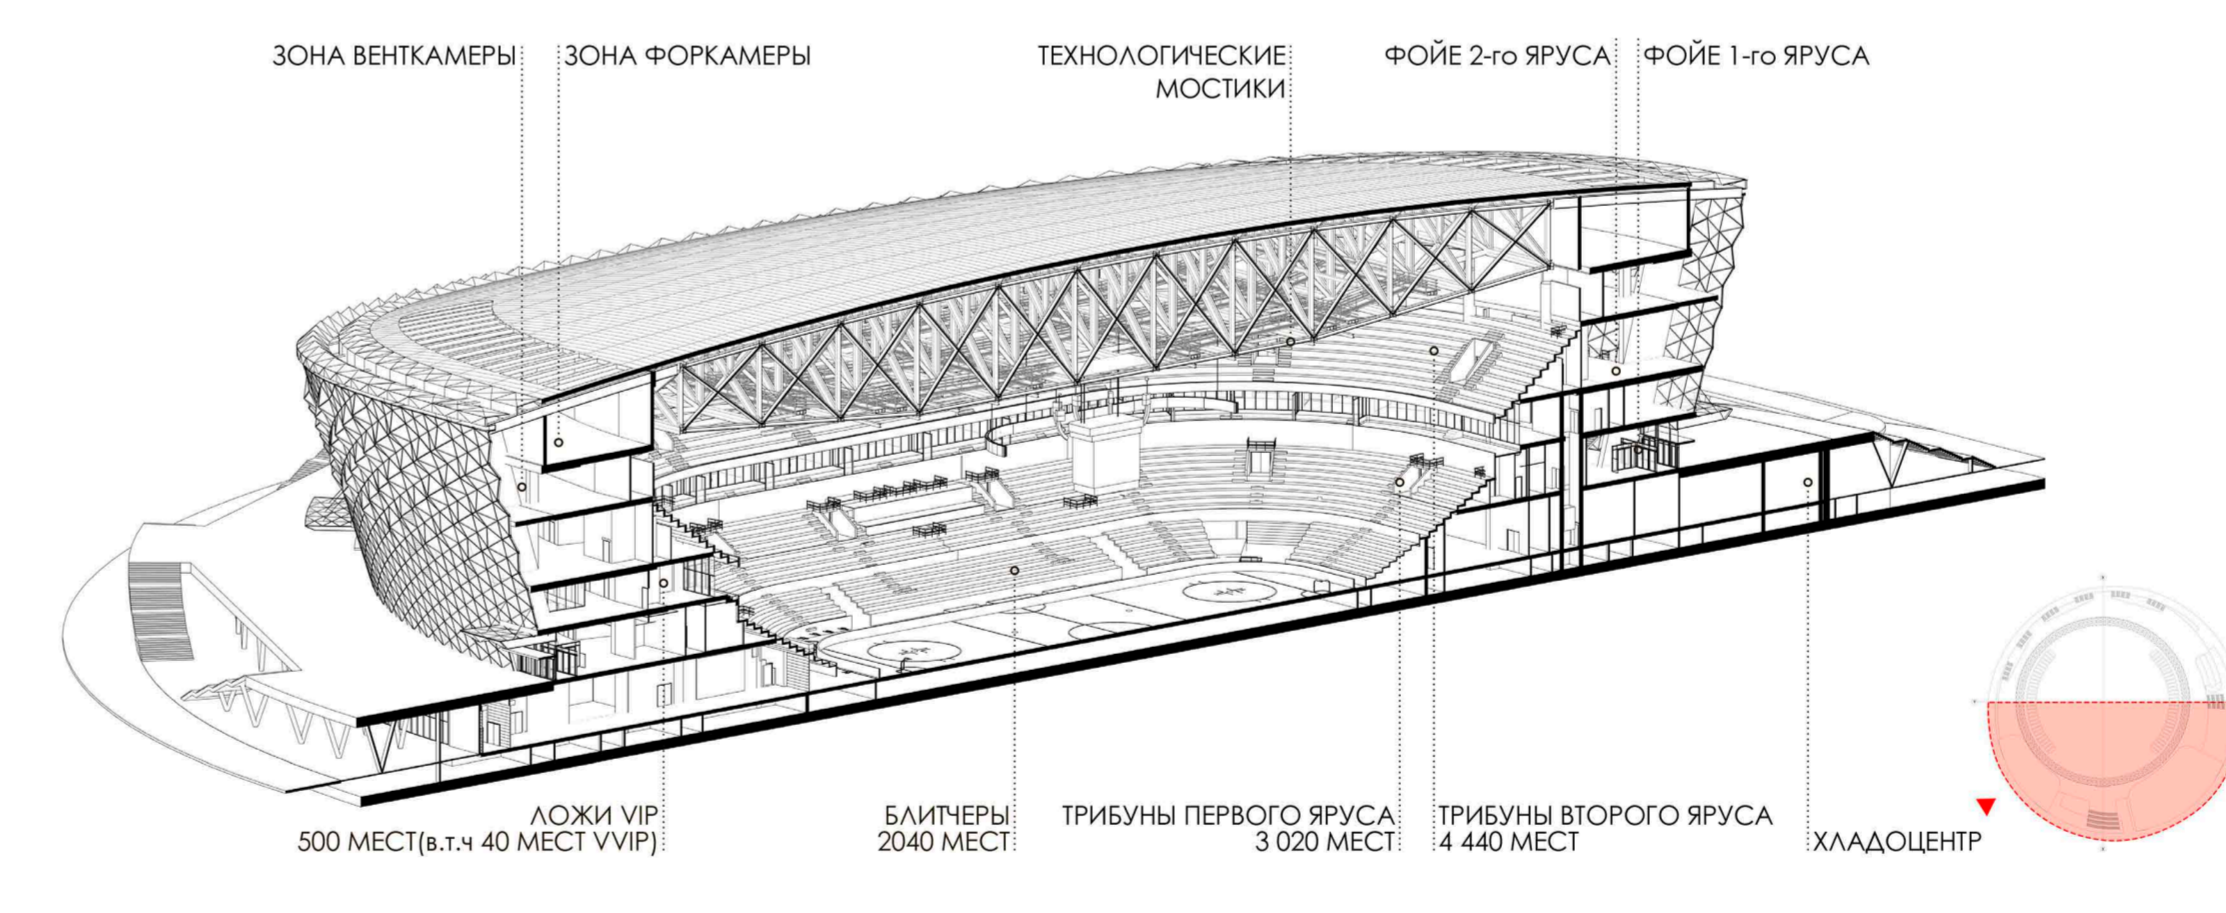 ЗОНА ВЕНТКАМЕРЫ
ЗОНА ФОРКАМЕРЫ
ТЕХНОЛОГИЧЕСКИЕ
МОСТИКИ
ФОЙЕ 2-го ЯРУСА
ФОЙЕ 1-го ЯРУСА
ЛОЖИ VIP
500 МЕСТ(в.т.ч 40 МЕСТ VVIP)
БЛИТЧЕРЫ
2040 МЕСТ
ТРИБУНЫ ПЕРВОГО ЯРУСА
3 020 МЕСТ
ТРИБУНЫ ВТОРОГО ЯРУСА
4 440 МЕСТ
ХЛАДОЦЕНТР